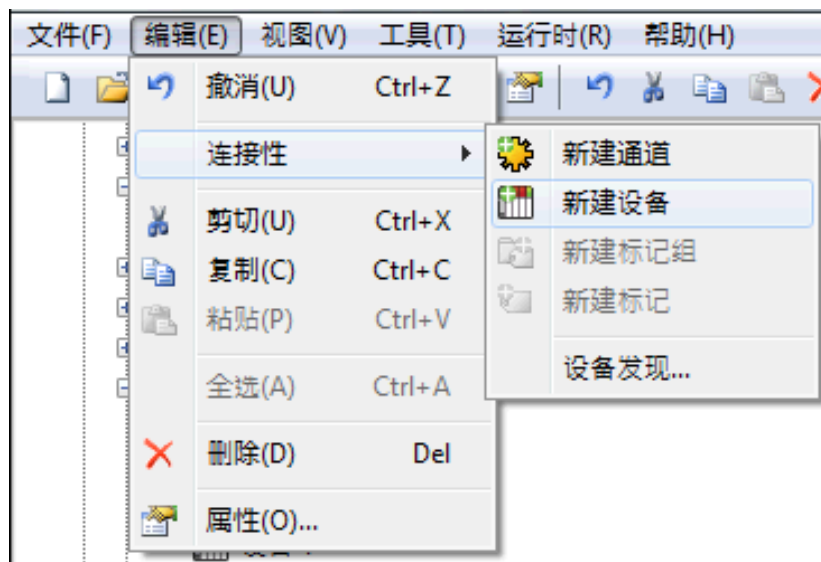 文件(F) 编辑(E) 视图(V) 工具(T) 运行时(R) 帮助(H)
撤消(U) Ctrl+Z
连接性
剪切(U) Ctrl+X
复制(C) Ctrl+C
粘贴(P) Ctrl+V
全选(A) Ctrl+A
删除(D) Del
属性(O)...
新建通道
新建设备
新建标记组
新建标记
设备发现...